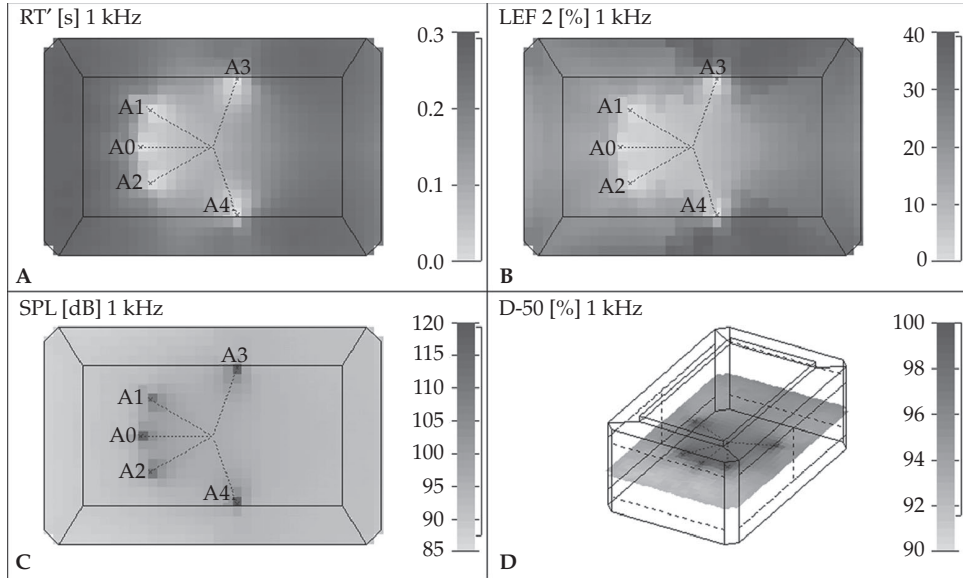 RT′ [s] 1 kHz
0.3
0.2
0.1
0.0
A3
A1
A0
A2
A4
A
LEF 2 [%] 1 kHz
40
30
20
10
0
A3
A1
A0
A2
A4
B
SPL [dB] 1 kHz
120
115
110
105
100
95
90
85
A3
A1
A0
A2
A4
C
D-50 [%] 1 kHz
100
98
96
94
92
90
D